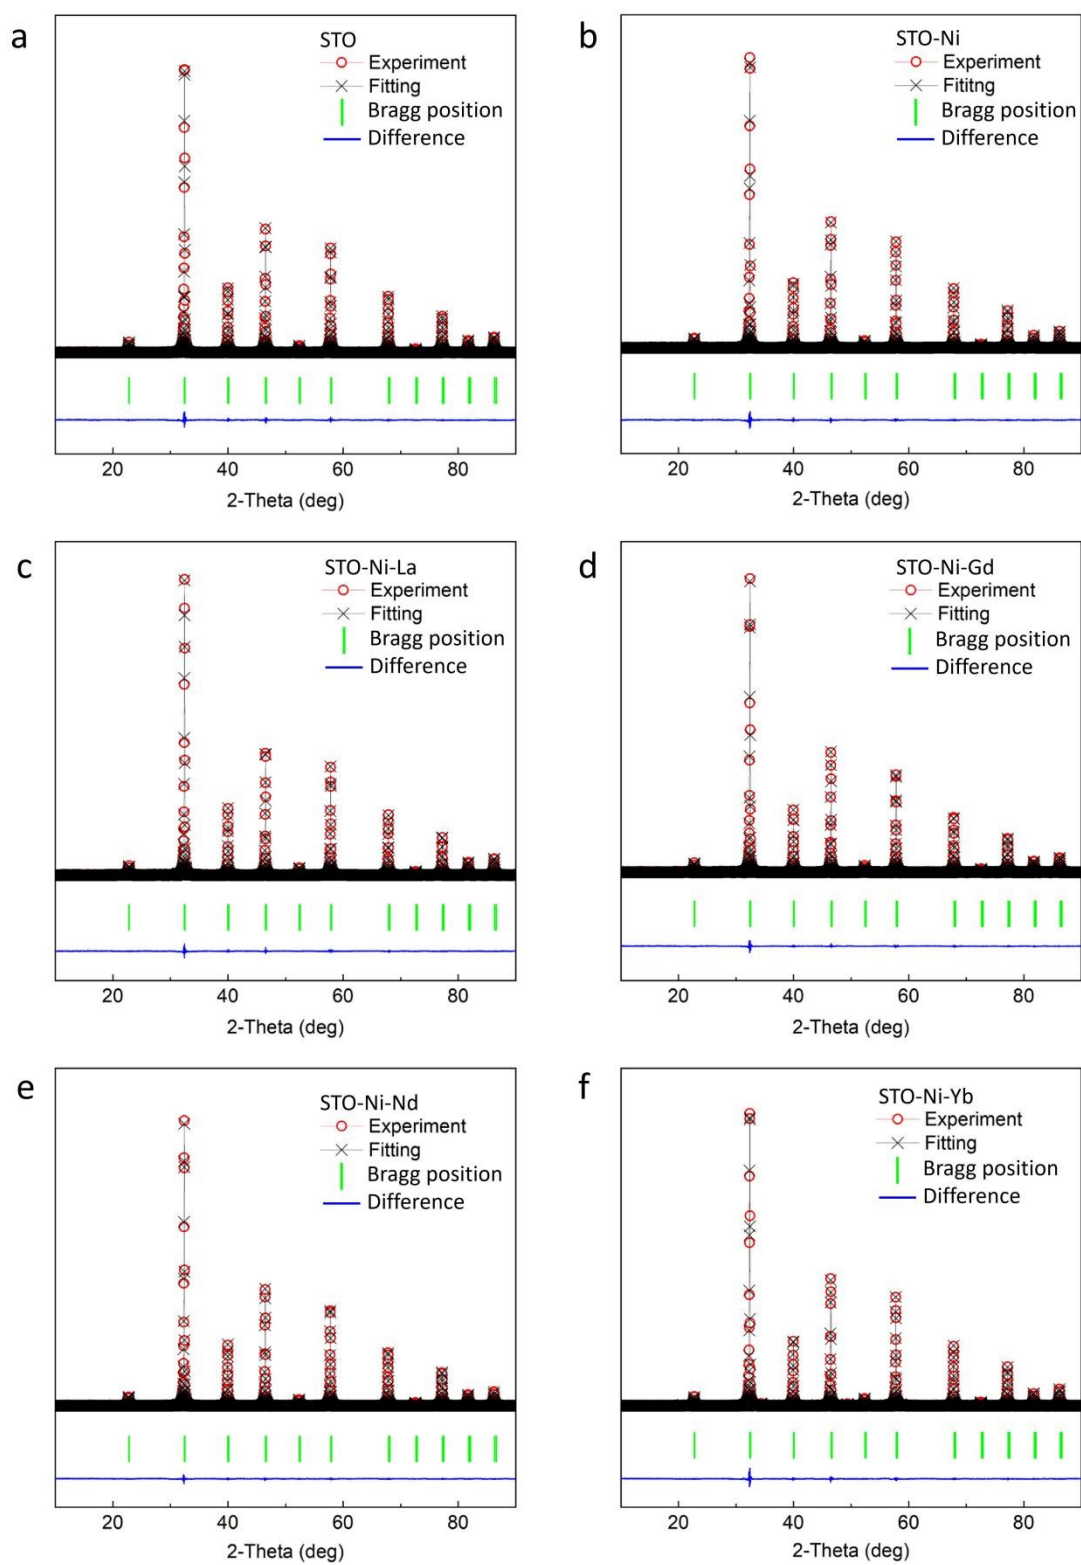 a
STO
Experiment
Fitting
Bragg position
Difference
20 40 60 80
2-Theta (deg)
b
STO-Ni
Experiment
Fititng
Bragg position
Difference
20 40 60 80
2-Theta (deg)
c
STO-Ni-La
Experiment
Fitting
Bragg position
Difference
20 40 60 80
2-Theta (deg)
d
STO-Ni-Gd
Experiment
Fitting
Bragg position
Difference
20 40 60 80
2-Theta (deg)
e
STO-Ni-Nd
Experiment
Fitting
Bragg position
Difference
20 40 60 80
2-Theta (deg)
f
STO-Ni-Yb
Experiment
Fitting
Bragg position
Difference
20 40 60 80
2-Theta (deg)